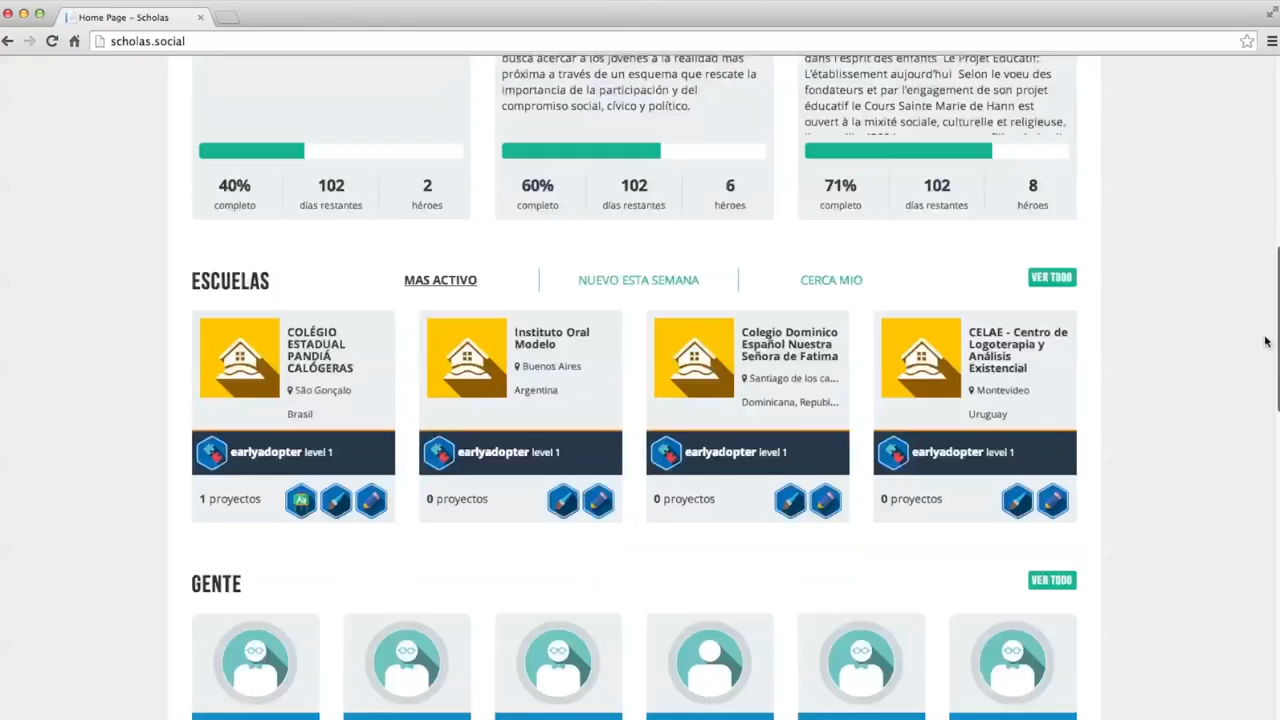 Home Page – Scholas
scholas.social
busca acercar a los jóvenes a la realidad más
próxima a través de un esquema que rescate la
importancia de la participación y del
compromiso social, cívico y político.
dans l'esprit des enfants Le Projet Educatif:
L'établissement aujourd'hui Selon le voeu des
fondateurs et par l'engagement de son projet
éducatif le Cours Sainte Marie de Hann est
ouvert à la mixité sociale, culturelle et religieuse.
40% 102 2
completo días restantes héroes
60% 102 6
completo días restantes héroes
71% 102 8
completo días restantes héroes
ESCUELAS MAS ACTIVO NUEVO ESTA SEMANA CERCA MIO VER TODO
COLÉGIO
ESTADUAL
PANDIÁ
CALÓGERAS
São Gonçalo
Brasil
earlyadopter level 1
1 proyectos
Instituto Oral
Modelo
Buenos Aires
Argentina
earlyadopter level 1
0 proyectos
Colegio Dominico
Español Nuestra
Señora de Fatima
Santiago de los ca...
Dominicana, Republ...
earlyadopter level 1
0 proyectos
CELAE - Centro de
Logoterapia y
Análisis
Existencial
Montevideo
Uruguay
earlyadopter level 1
0 proyectos
GENTE VER TODO